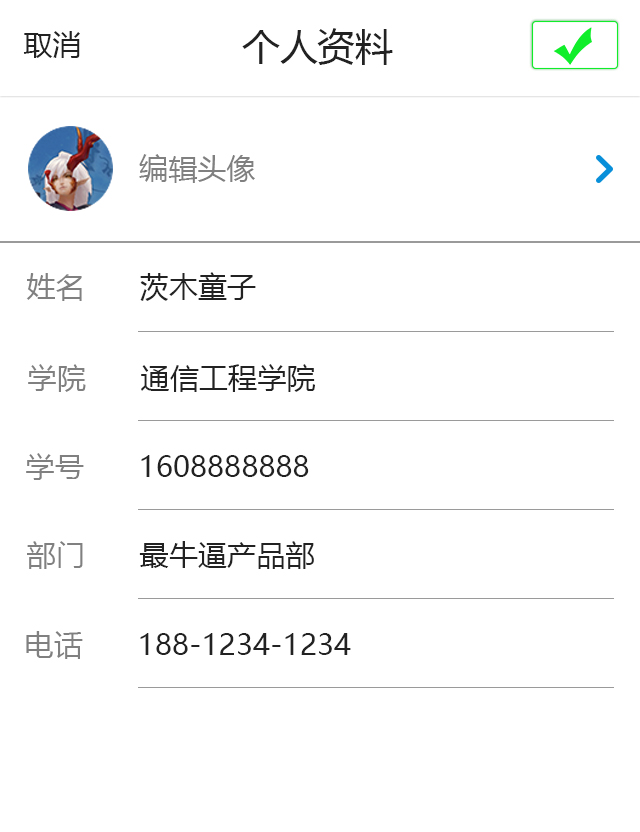 取消 个人资料
编辑头像
姓名 茨木童子
学院 通信工程学院
学号 1608888888
部门 最牛逼产品部
电话 188-1234-1234